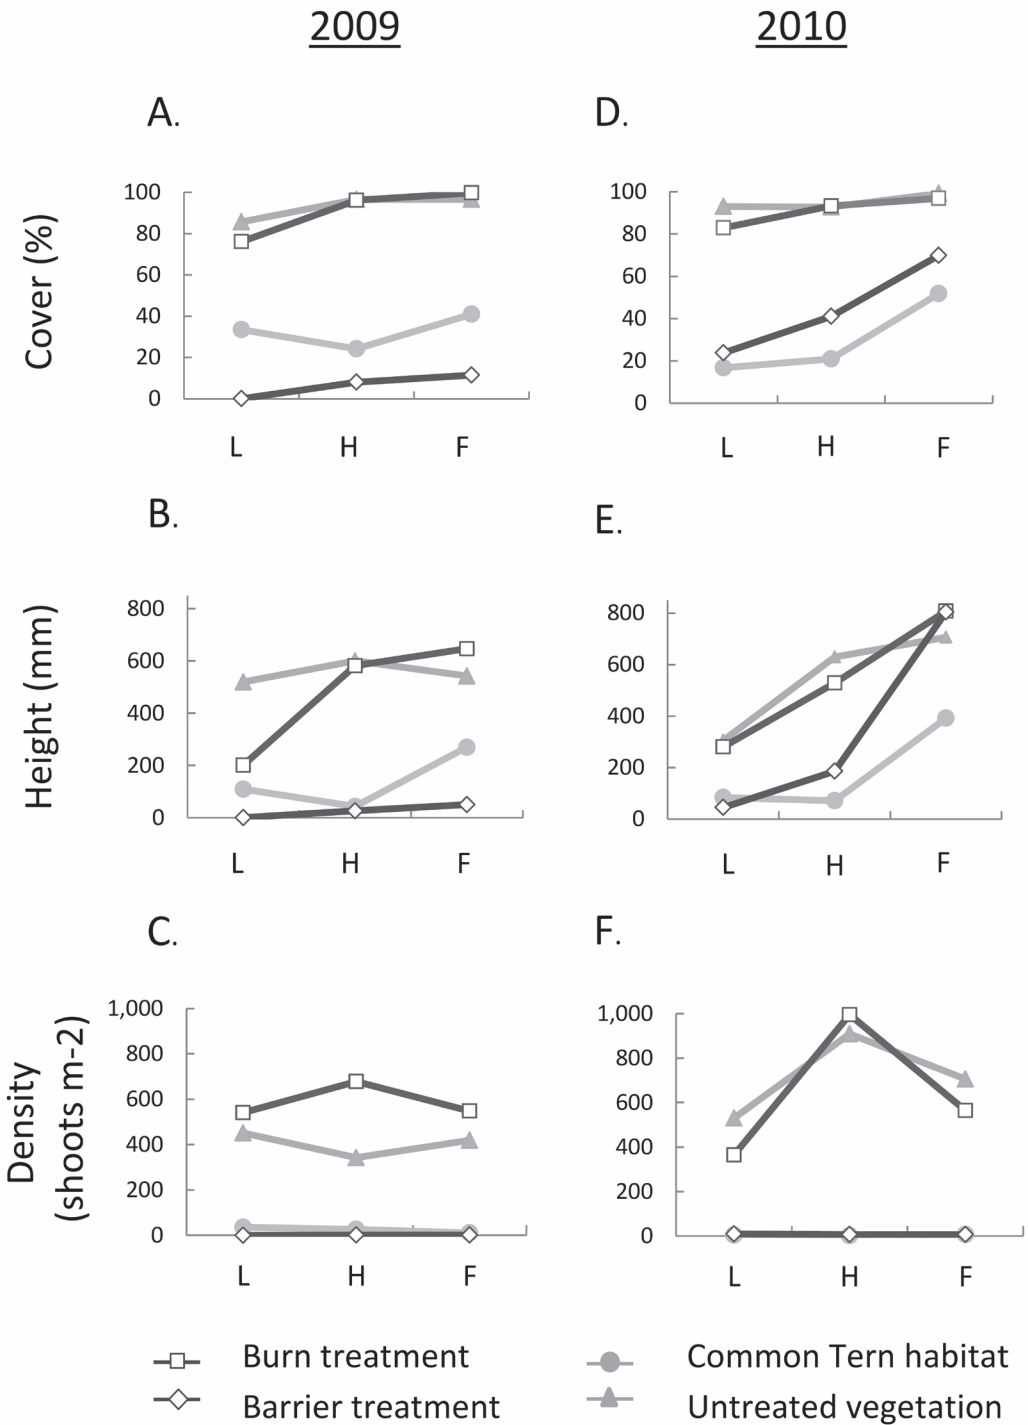 2009
2010
A.
D.
Cover (%)
100
80
60
40
20
0
L H F
100
80
60
40
20
0
L H F
B.
E.
Height (mm)
800
600
400
200
0
L H F
800
600
400
200
0
L H F
C.
F.
Density
(shoots m-2)
1,000
800
600
400
200
0
L H F
1,000
800
600
400
200
0
L H F
Burn treatment
Common Tern habitat
Barrier treatment
Untreated vegetation